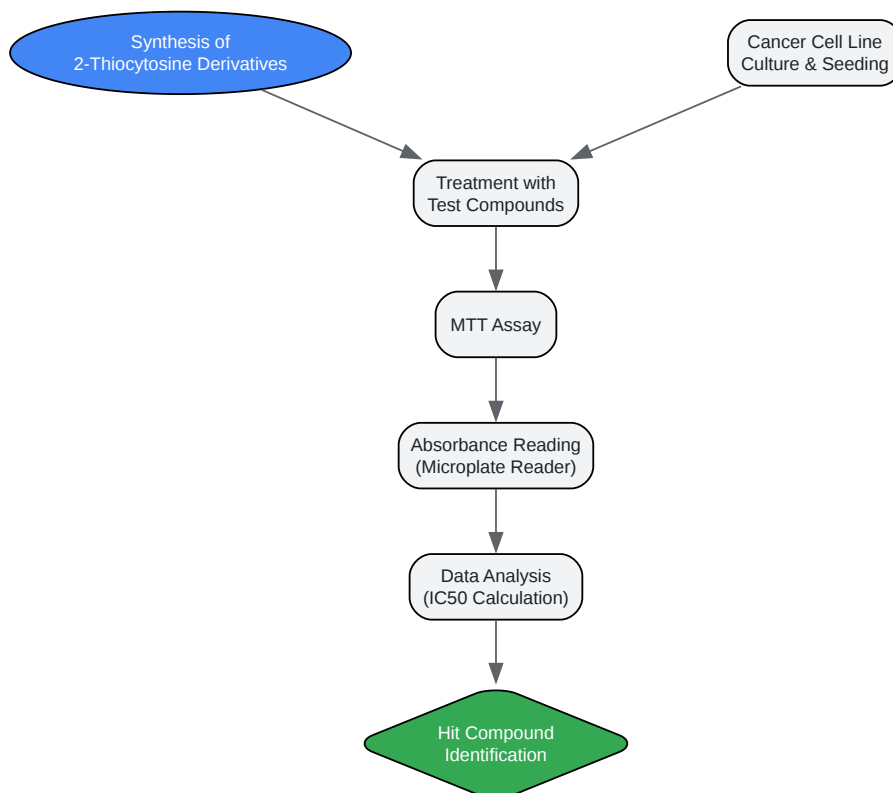 Synthesis of
2-Thiocytosine Derivatives
Cancer Cell Line
Culture & Seeding
Treatment with
Test Compounds
MTT Assay
Absorbance Reading
(Microplate Reader)
Data Analysis
(IC50 Calculation)
Hit Compound
Identification